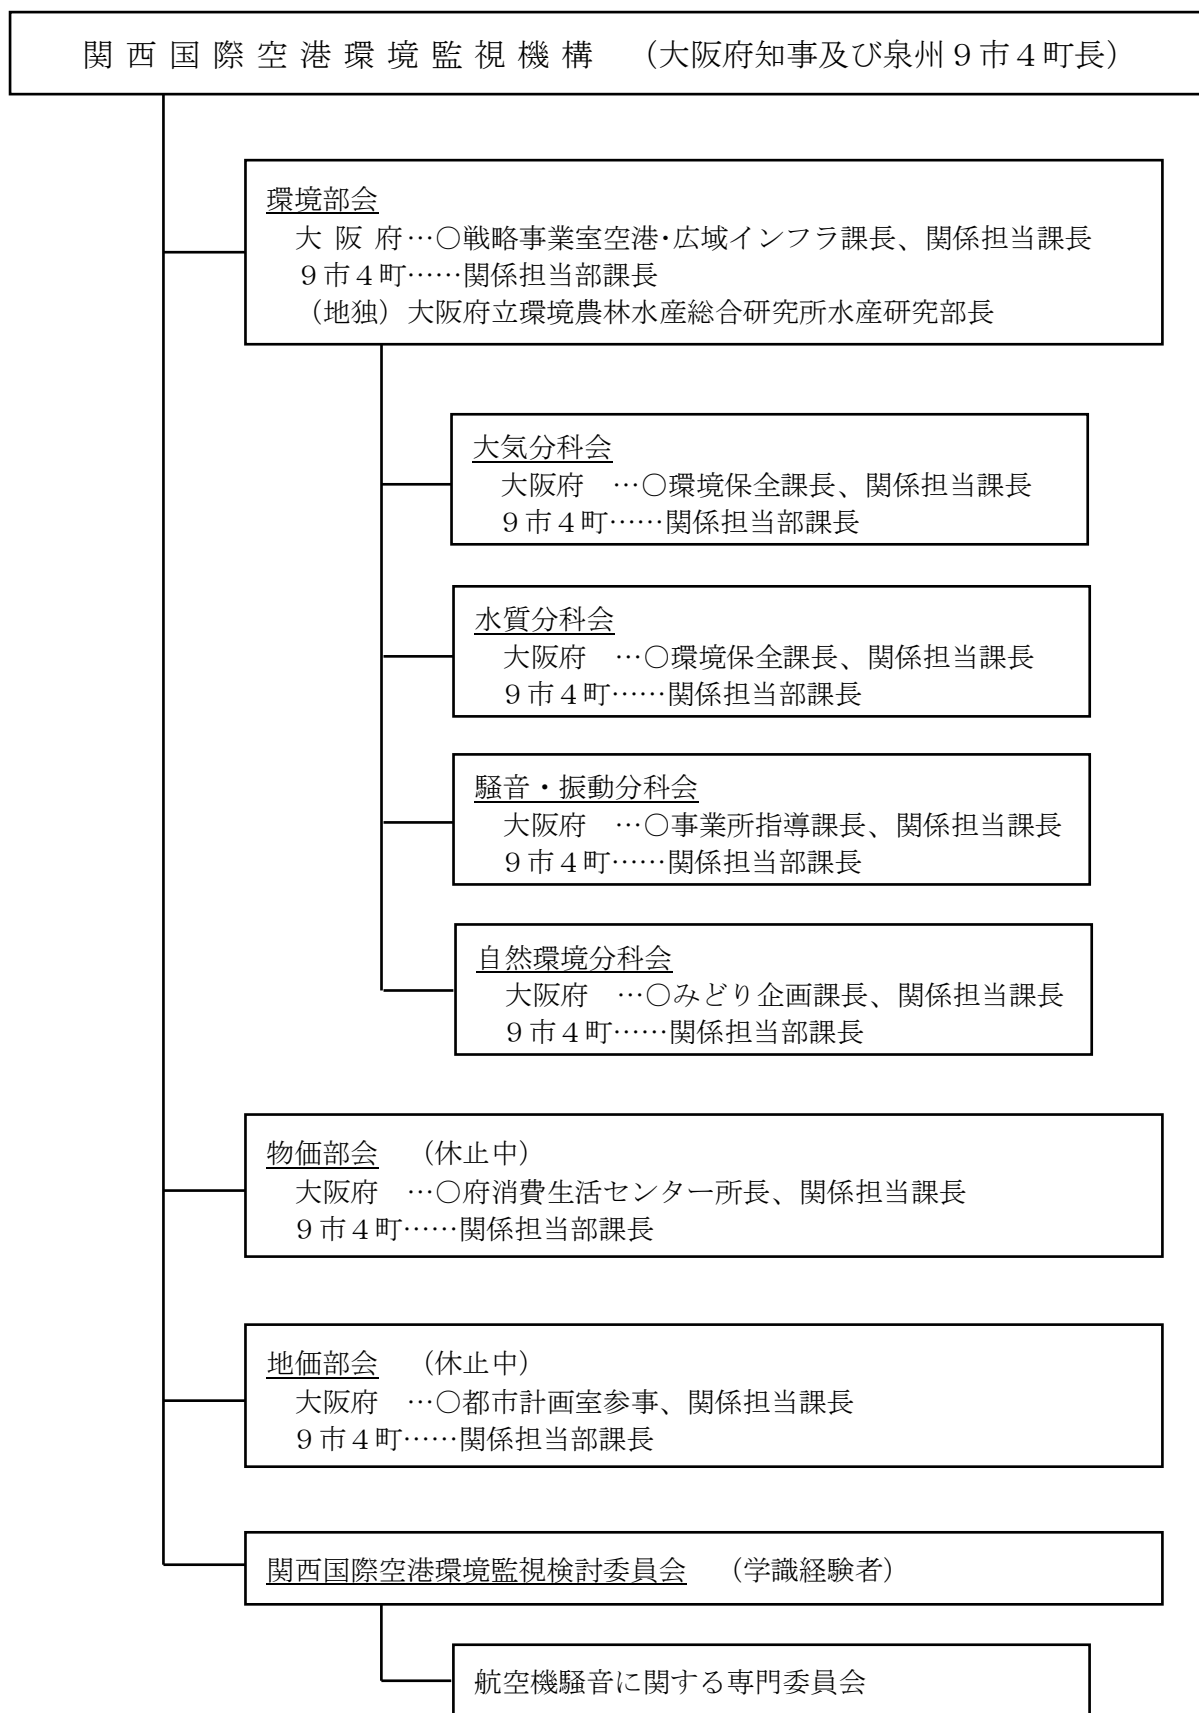 関西国際空港環境監視機構　（大阪府知事及び泉州９市４町長）
環境部会
大 阪 府…○戦略事業室空港･広域インフラ課長、関係担当課長
９市４町……関係担当部課長
（地独）大阪府立環境農林水産総合研究所水産研究部長
大気分科会
大阪府　…○環境保全課長、関係担当課長
９市４町……関係担当部課長
水質分科会
大阪府　…○環境保全課長、関係担当課長
９市４町……関係担当部課長
騒音・振動分科会
大阪府　…○事業所指導課長、関係担当課長
９市４町……関係担当部課長
自然環境分科会
大阪府　…○みどり企画課長、関係担当課長
９市４町……関係担当部課長
物価部会　（休止中）
大阪府　…○府消費生活センター所長、関係担当課長
９市４町……関係担当部課長
地価部会　（休止中）
大阪府　…○都市計画室参事、関係担当課長
９市４町……関係担当部課長
関西国際空港環境監視検討委員会　（学識経験者）
航空機騒音に関する専門委員会